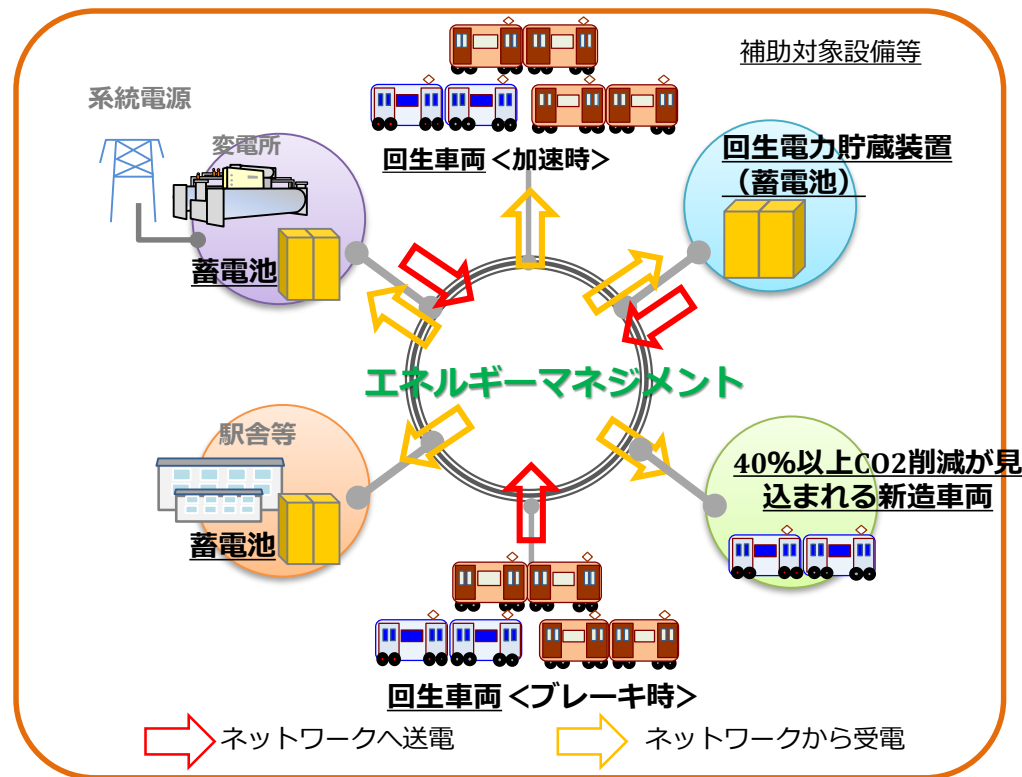 補助対象設備等
系統電源
変電所
蓄電池
回生車両<加速時>
回生電力貯蔵装置
（蓄電池）
エネルギーマネジメント
駅舎等
蓄電池
40%以上CO2削減が見
込まれる新造車両
回生車両<ブレーキ時>
ネットワークへ送電
ネットワークから受電